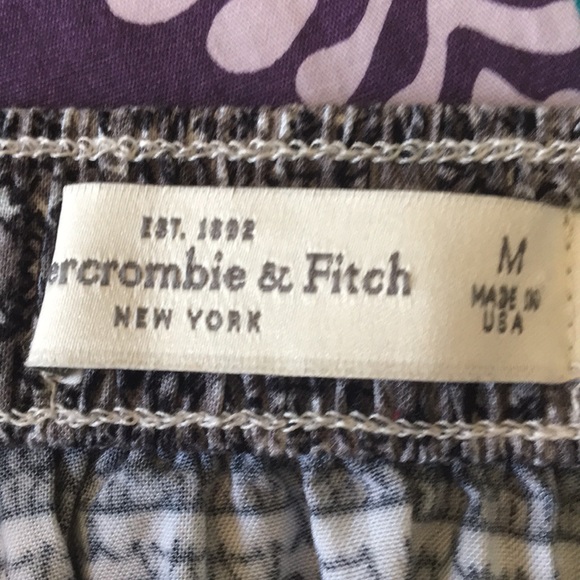 EST. 1892
ercrombie & Fitch
NEW YORK
M
MADE IN
USA